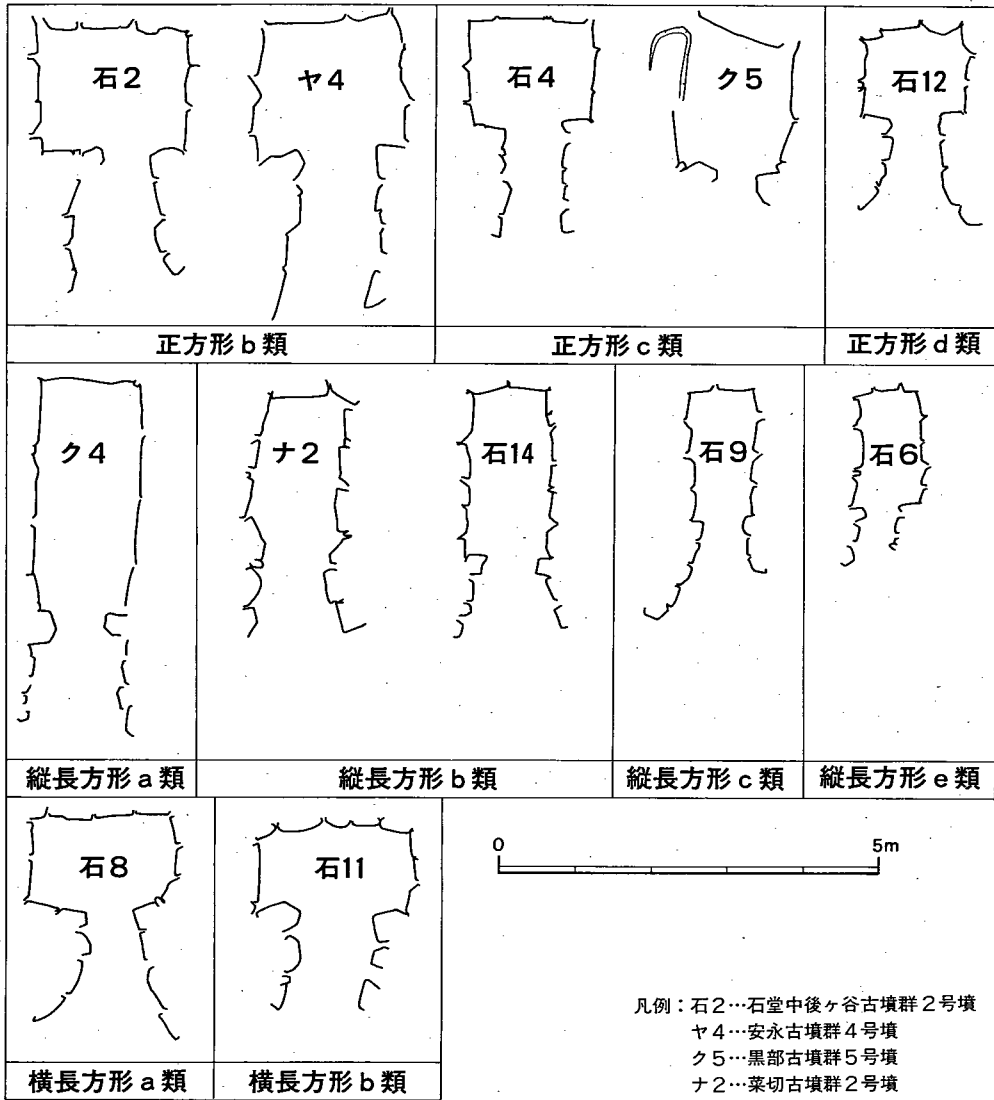 石2
ヤ4
石4
ク5
石12
正方形b類
正方形c類
正方形d類
ク4
ナ2
石14
石9
石6
縦長方形a類
縦長方形b類
縦長方形c類
縦長方形e類
石8
石11
0
5m
横長方形a類
横長方形b類
凡例:石2…石堂中後ヶ谷古墳群2号墳
ヤ4…安永古墳群4号墳
ク5…黒部古墳群5号墳
ナ2…菜切古墳群2号墳